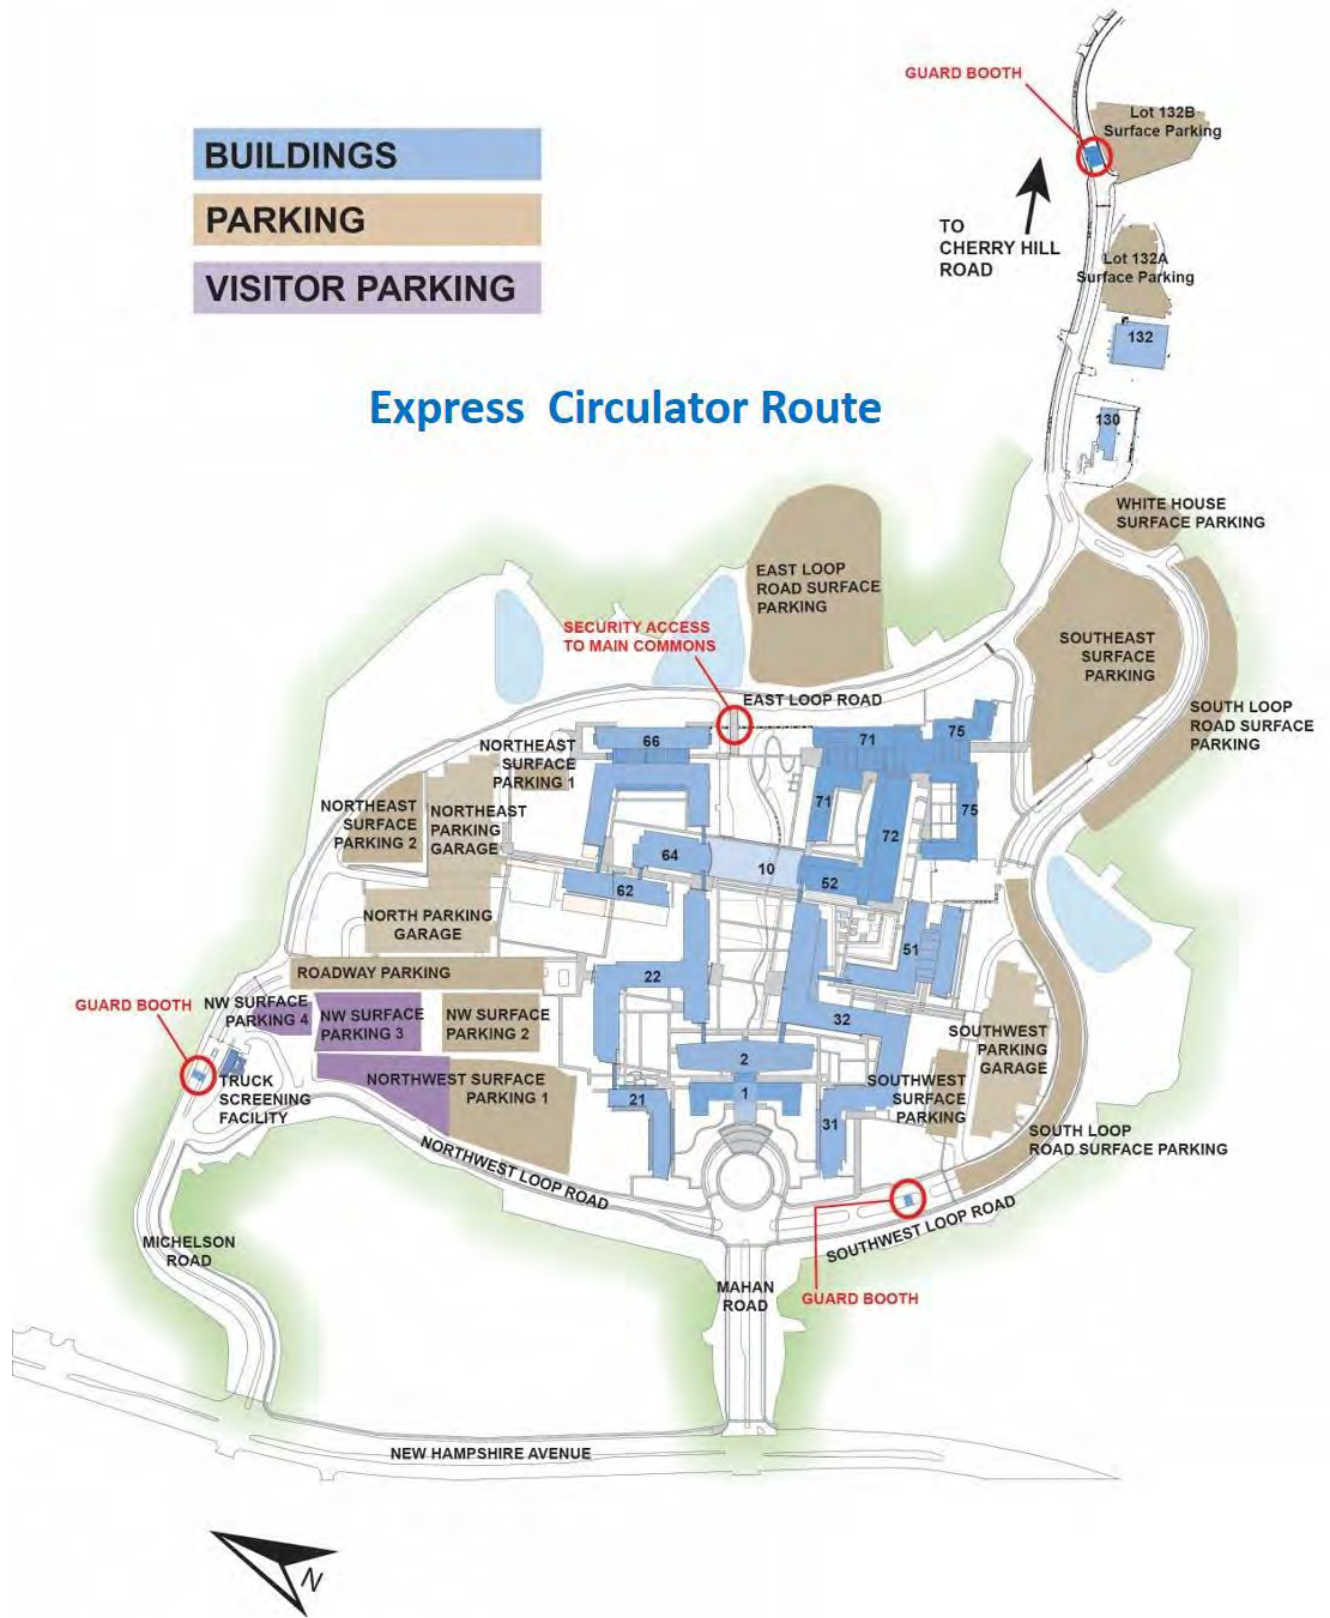 GUARD BOOTH
Lot 132B
Surface Parking
BUILDINGS
PARKING
VISITOR PARKING
TO
CHERRY HILL
ROAD
Lot 132A
Surface Parking
132
Express Circulator Route
130
WHITE HOUSE
SURFACE PARKING
EAST LOOP
ROAD SURFACE
PARKING
SECURITY ACCESS
TO MAIN COMMONS
SOUTHEAST
SURFACE
PARKING
EAST LOOP ROAD
SOUTH LOOP
ROAD SURFACE
PARKING
66
71
75
NORTHEAST
SURFACE
PARKING 1
NORTHEAST
SURFACE
PARKING 2
NORTHEAST
PARKING
GARAGE
71
72
75
64
10
52
62
NORTH PARKING
GARAGE
51
ROADWAY PARKING
22
GUARD BOOTH
NW SURFACE
PARKING 4
NW SURFACE
PARKING 3
NW SURFACE
PARKING 2
32
SOUTHWEST
PARKING
GARAGE
2
TRUCK
SCREENING
FACILITY
NORTHWEST SURFACE
PARKING 1
21
1
31
SOUTHWEST
SURFACE
PARKING
SOUTH LOOP
ROAD SURFACE PARKING
NORTHWEST LOOP ROAD
SOUTHWEST LOOP ROAD
MICHELSON
ROAD
MAHAN
ROAD
GUARD BOOTH
NEW HAMPSHIRE AVENUE
N